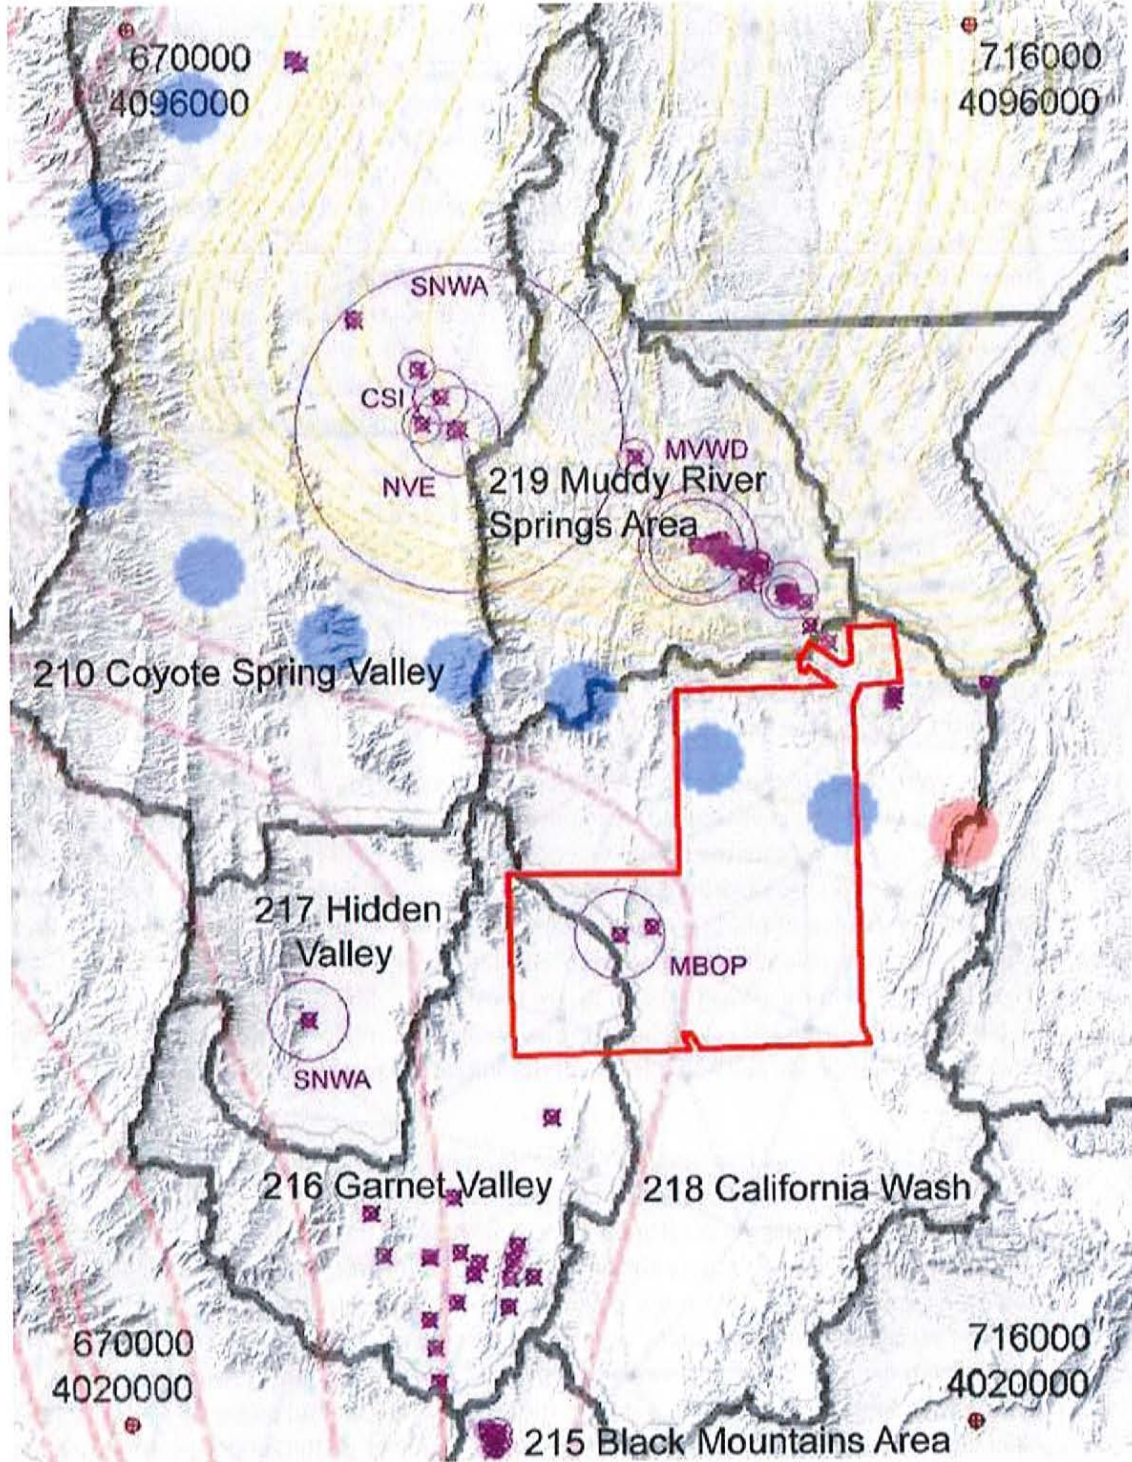 670000
4096000
716000
4096000
SNWA
CSI
MVWD
NVE
219 Muddy River
Springs Area
210 Coyote Spring Valley
217 Hidden
Valley
MBOP
SNWA
216 Garnet Valley
218 California Wash
670000
4020000
716000
4020000
215 Black Mountains Area